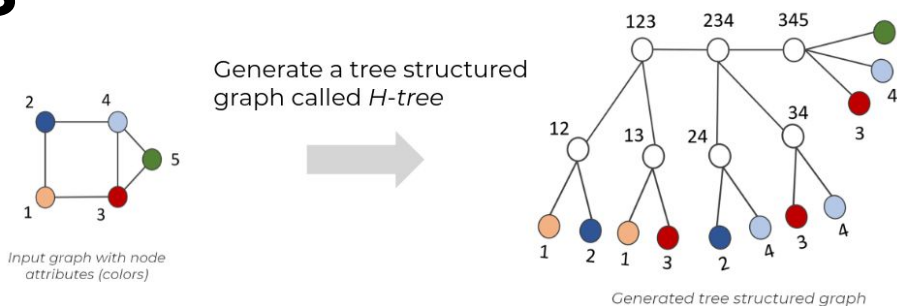 123 234 345
Generate a tree structured
graph called H-tree
2 4
4
3
34
12 13 24
5
1 3
1 2 1 3 2 4 3 4
Input graph with node
attributes (colors)
Generated tree structured graph